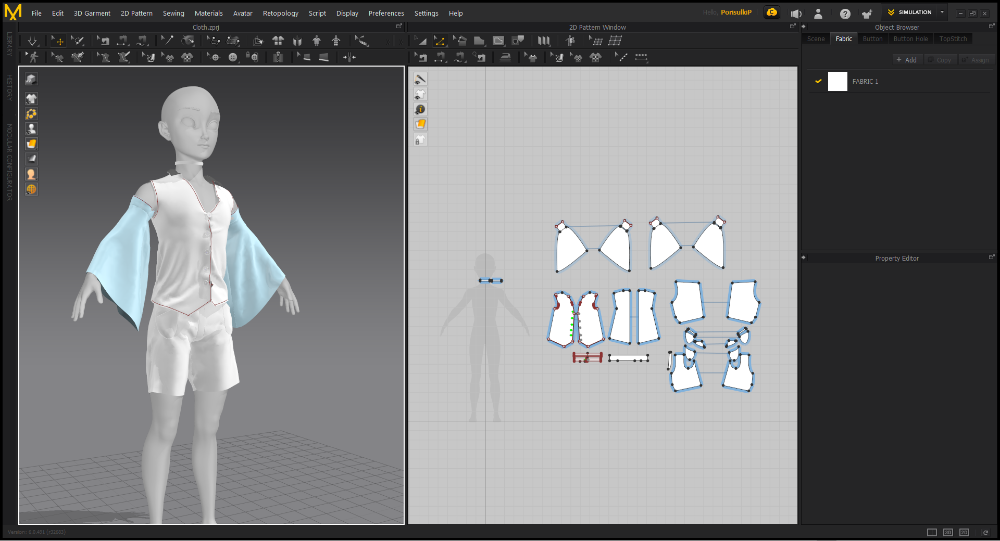 File Edit 3D Garment 2D Pattern Sewing Materials Avatar Retopology Script Display Preferences Settings Help
Hello, PorisulkiP
SIMULATION
Cloth.zprj
2D Pattern Window
Object Browser
Scene Fabric Button Button Hole TopStitch
+ Add Copy Assign
FABRIC 1
Property Editor
LIBRARY
HISTORY
MODULAR CONFIGURATOR
Version: 6.0.491 (r32683)
3D 2D